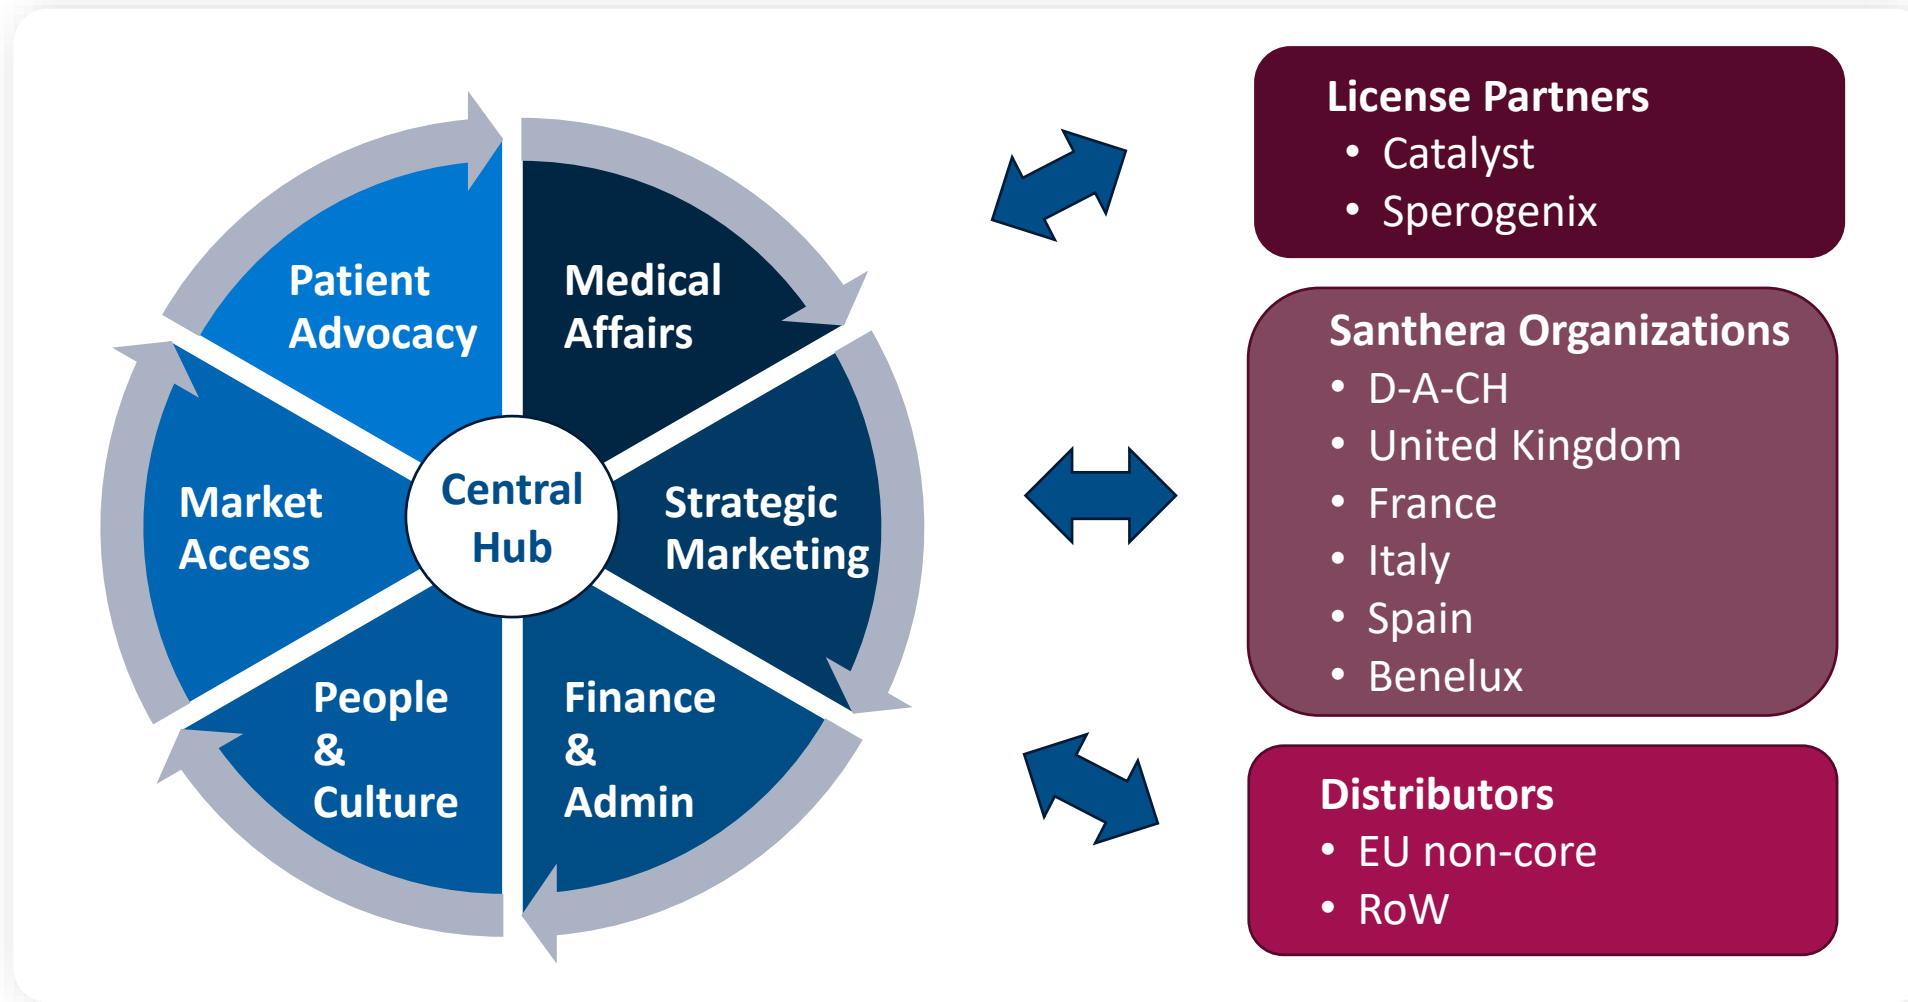 Patient
Advocacy
Medical
Affairs
Market
Access
Central
Hub
Strategic
Marketing
People
&
Culture
Finance
&
Admin
License Partners
• Catalyst
• Sperogenix
Santhera Organizations
• D-A-CH
• United Kingdom
• France
• Italy
• Spain
• Benelux
Distributors
• EU non-core
• RoW